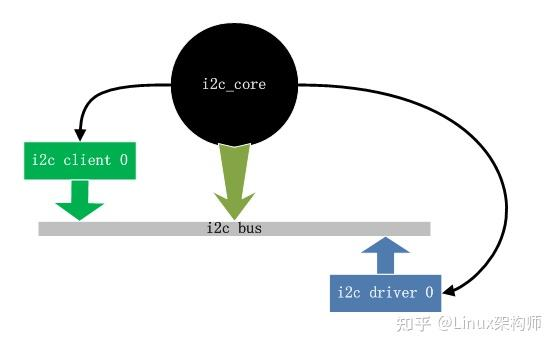 i2c_core
i2c client 0
i2c bus
i2c driver 0
知乎 @Linux架构师